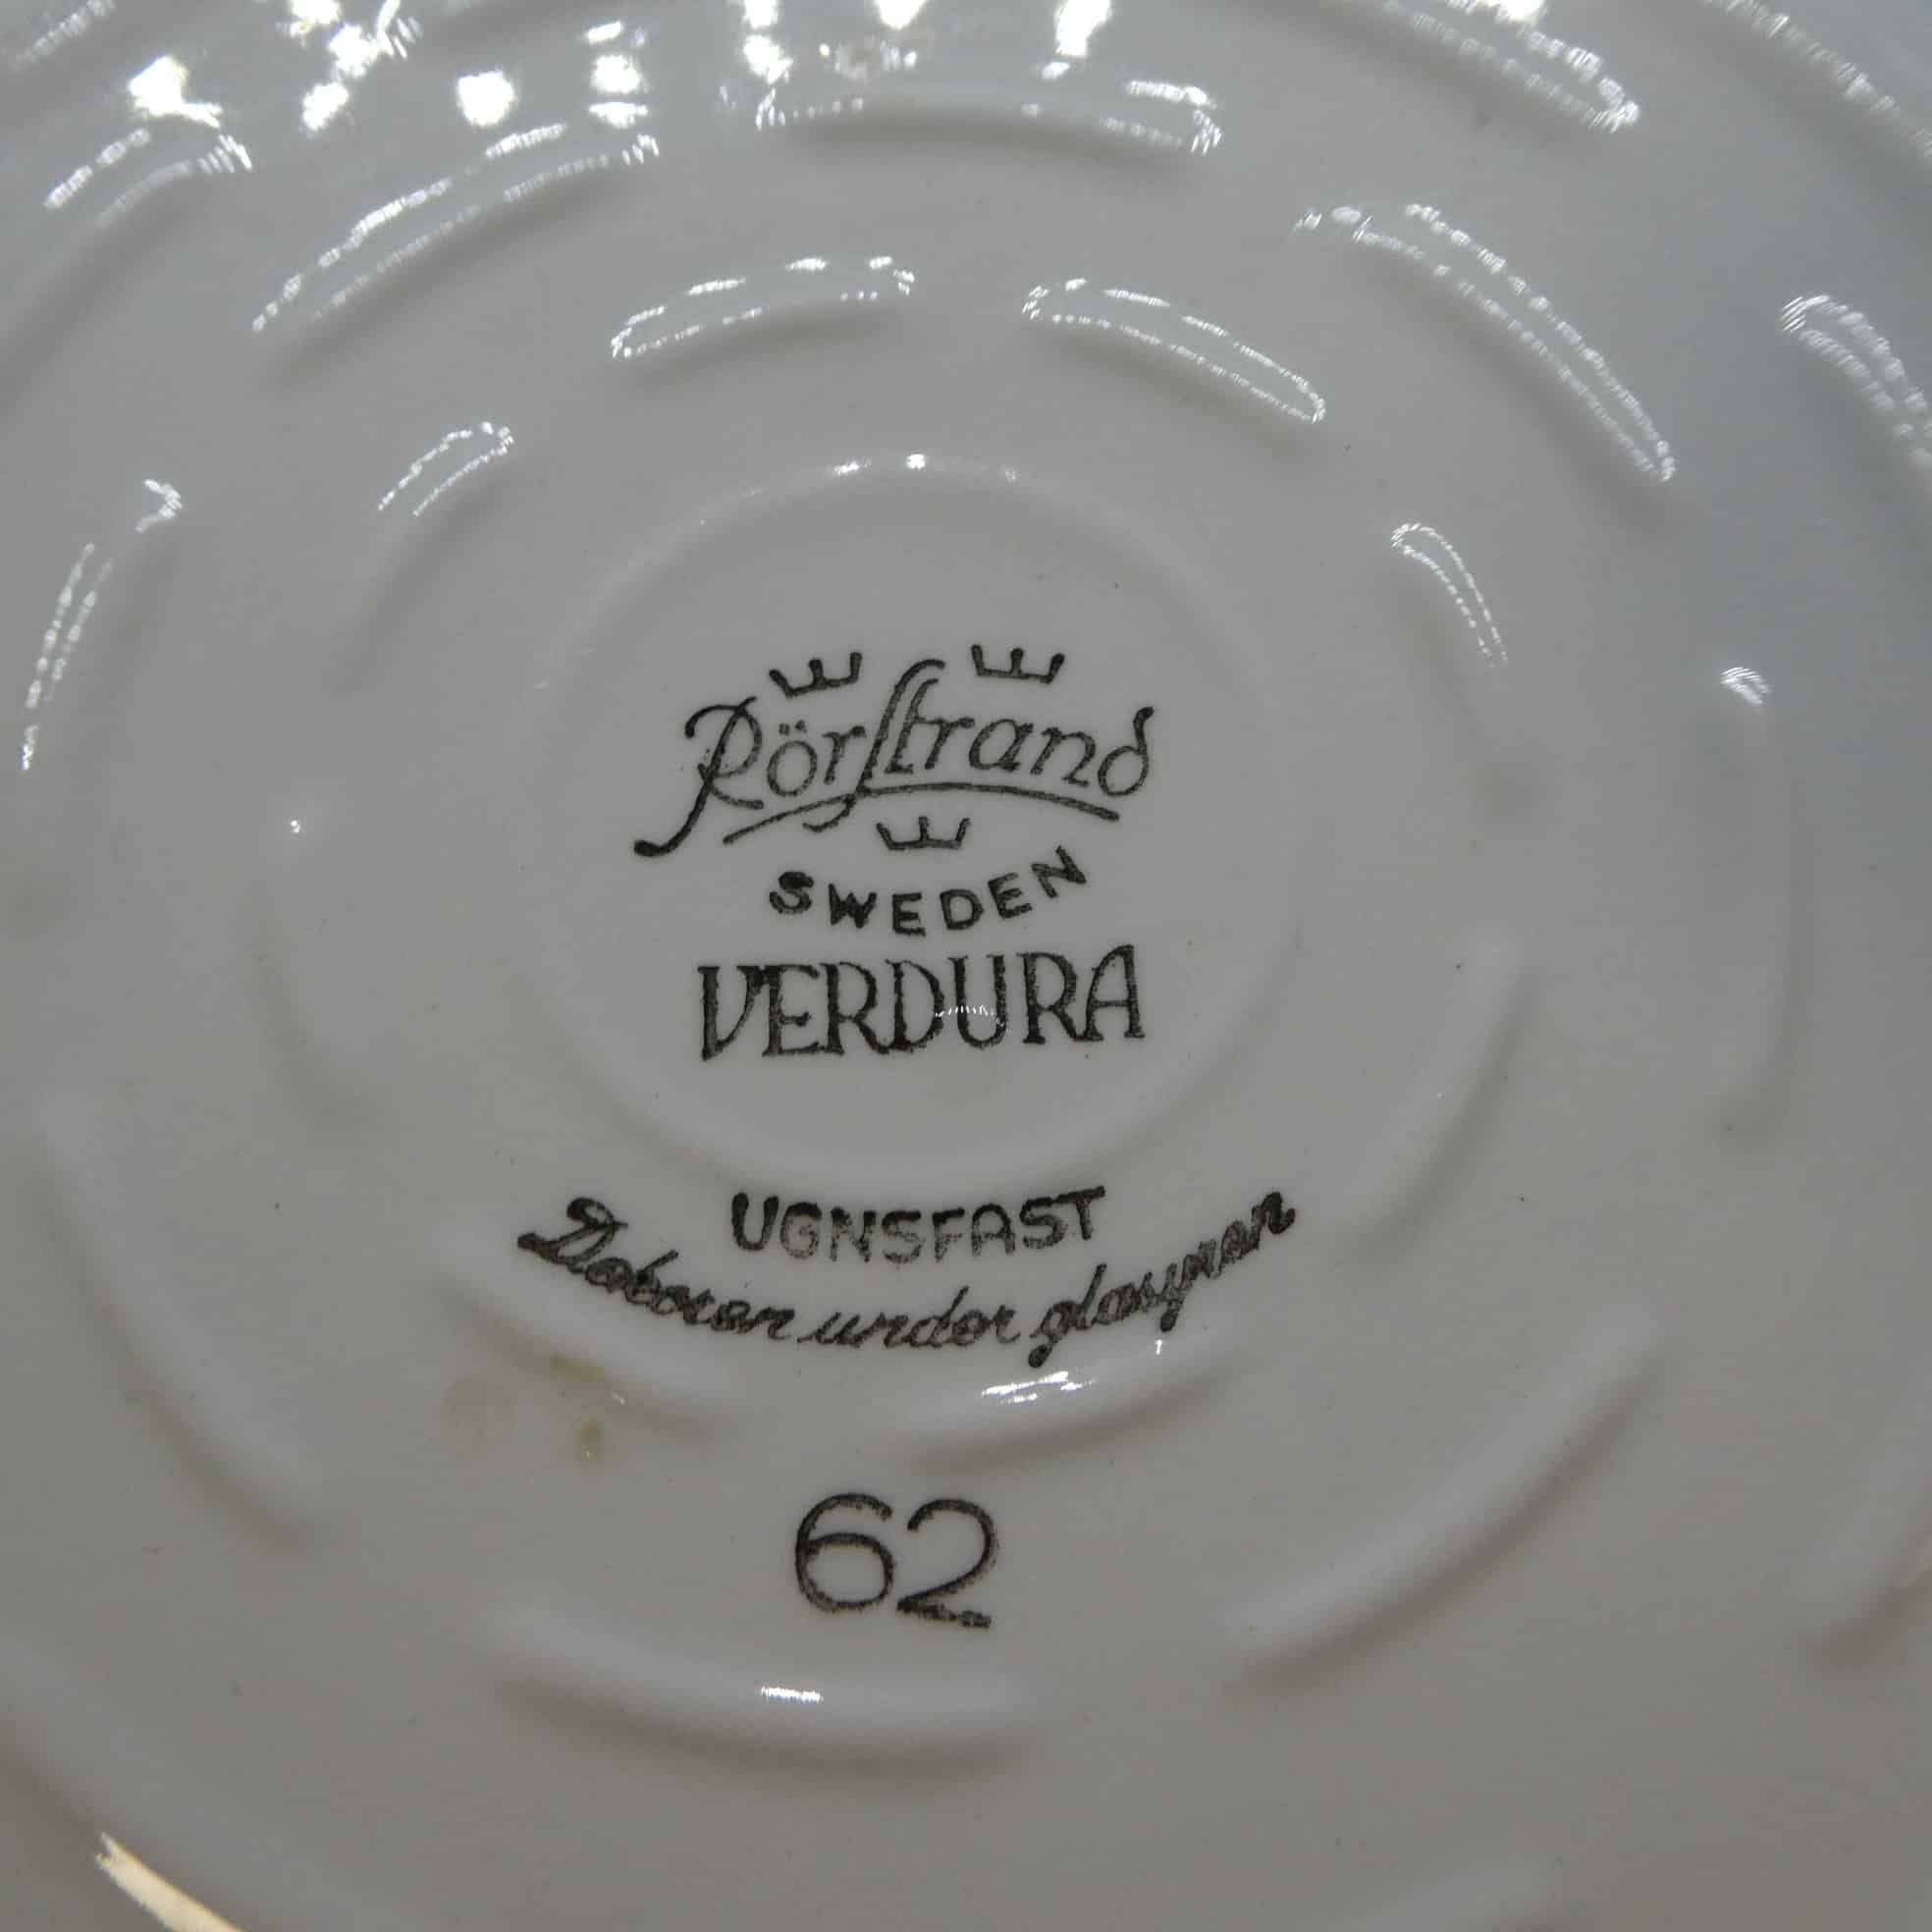 Rörstrand
SWEDEN
VERDURA
UGNSFAST
Dekoren under glasyren
62